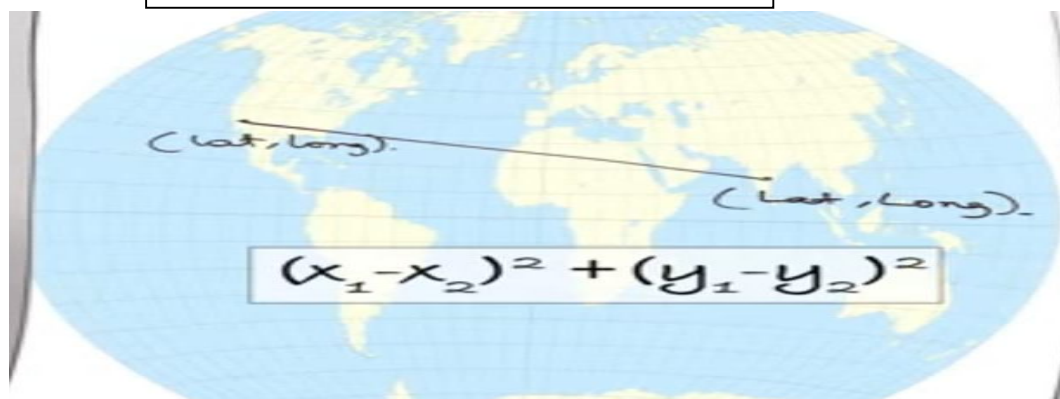 (Lat, Long).
(Lat, Long).
(x₁-x₂)² + (y₁-y₂)²